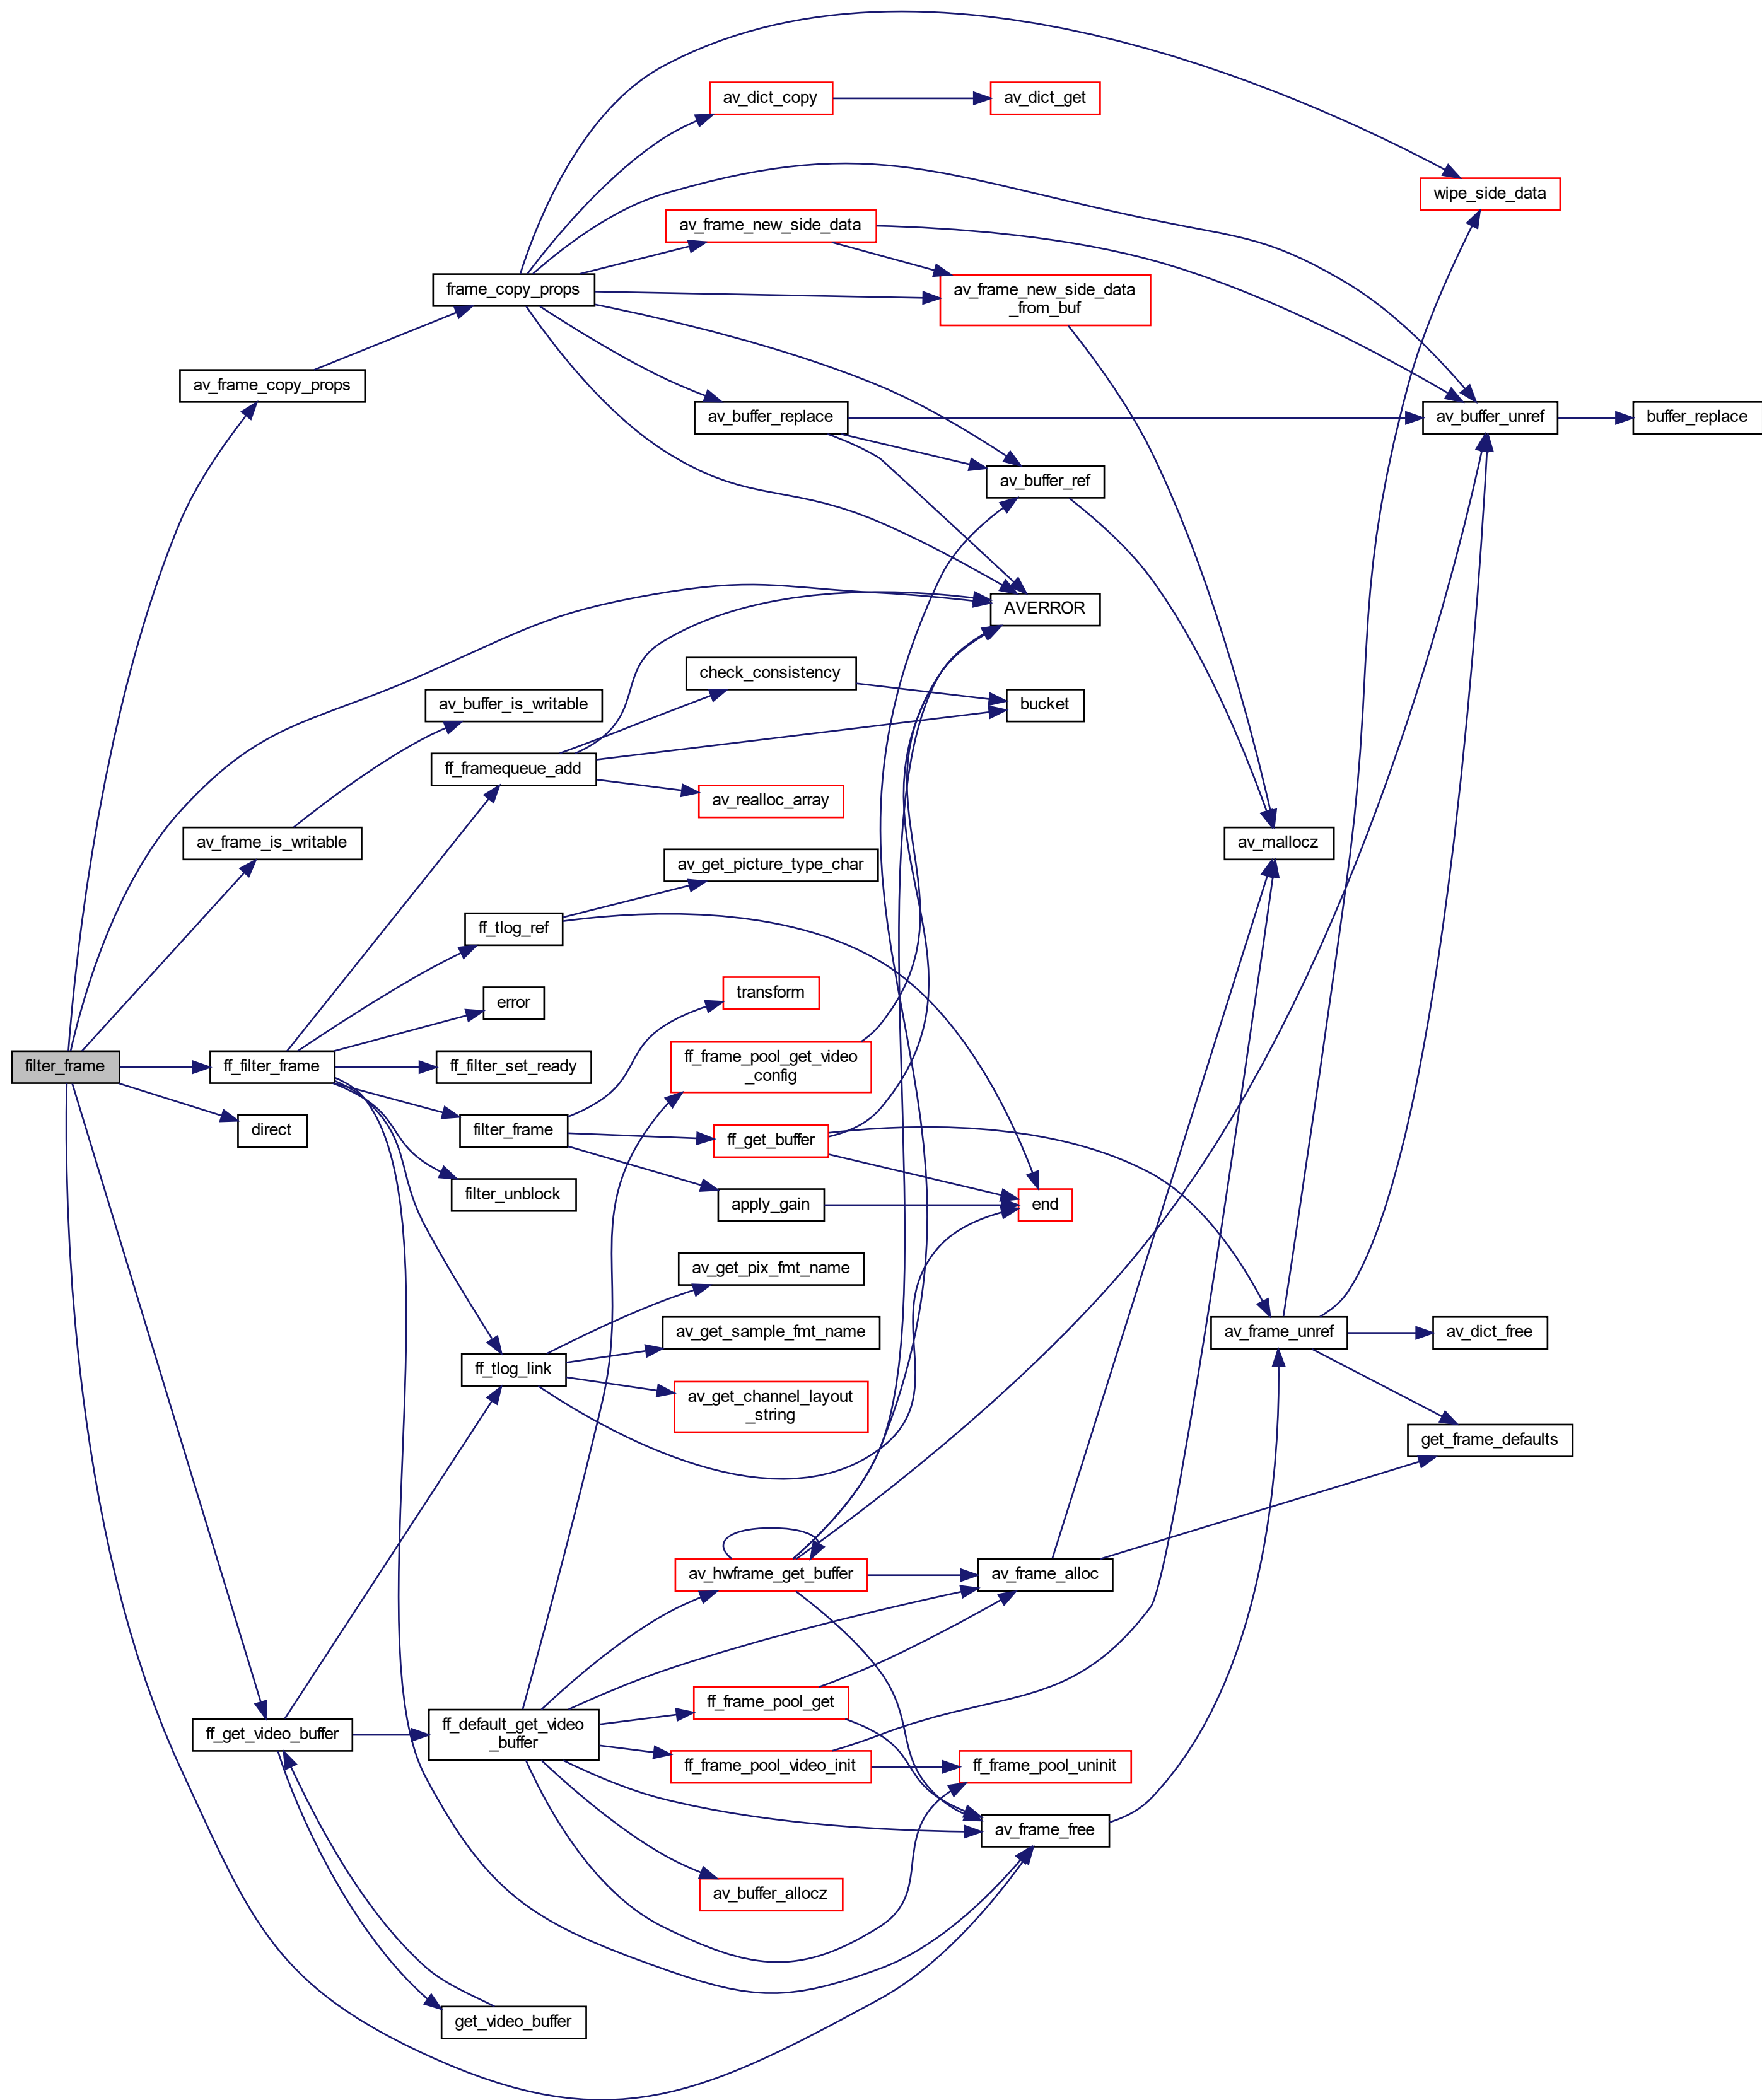 av_dict_copy
av_dict_get
wipe_side_data
av_frame_new_side_data
frame_copy_props
av_frame_new_side_data
_from_buf
av_frame_copy_props
av_buffer_replace
av_buffer_unref
buffer_replace
av_buffer_ref
AVERROR
check_consistency
av_buffer_is_writable
bucket
ff_framequeue_add
av_realloc_array
av_frame_is_writable
av_get_picture_type_char
av_mallocz
ff_tlog_ref
transform
error
filter_frame
ff_filter_frame
ff_filter_set_ready
ff_frame_pool_get_video
_config
direct
filter_frame
ff_get_buffer
filter_unblock
apply_gain
end
av_get_pix_fmt_name
av_get_sample_fmt_name
av_frame_unref
av_dict_free
ff_tlog_link
av_get_channel_layout
_string
get_frame_defaults
av_hwframe_get_buffer
av_frame_alloc
ff_frame_pool_get
ff_get_video_buffer
ff_default_get_video
_buffer
ff_frame_pool_video_init
ff_frame_pool_uninit
av_frame_free
av_buffer_allocz
get_video_buffer